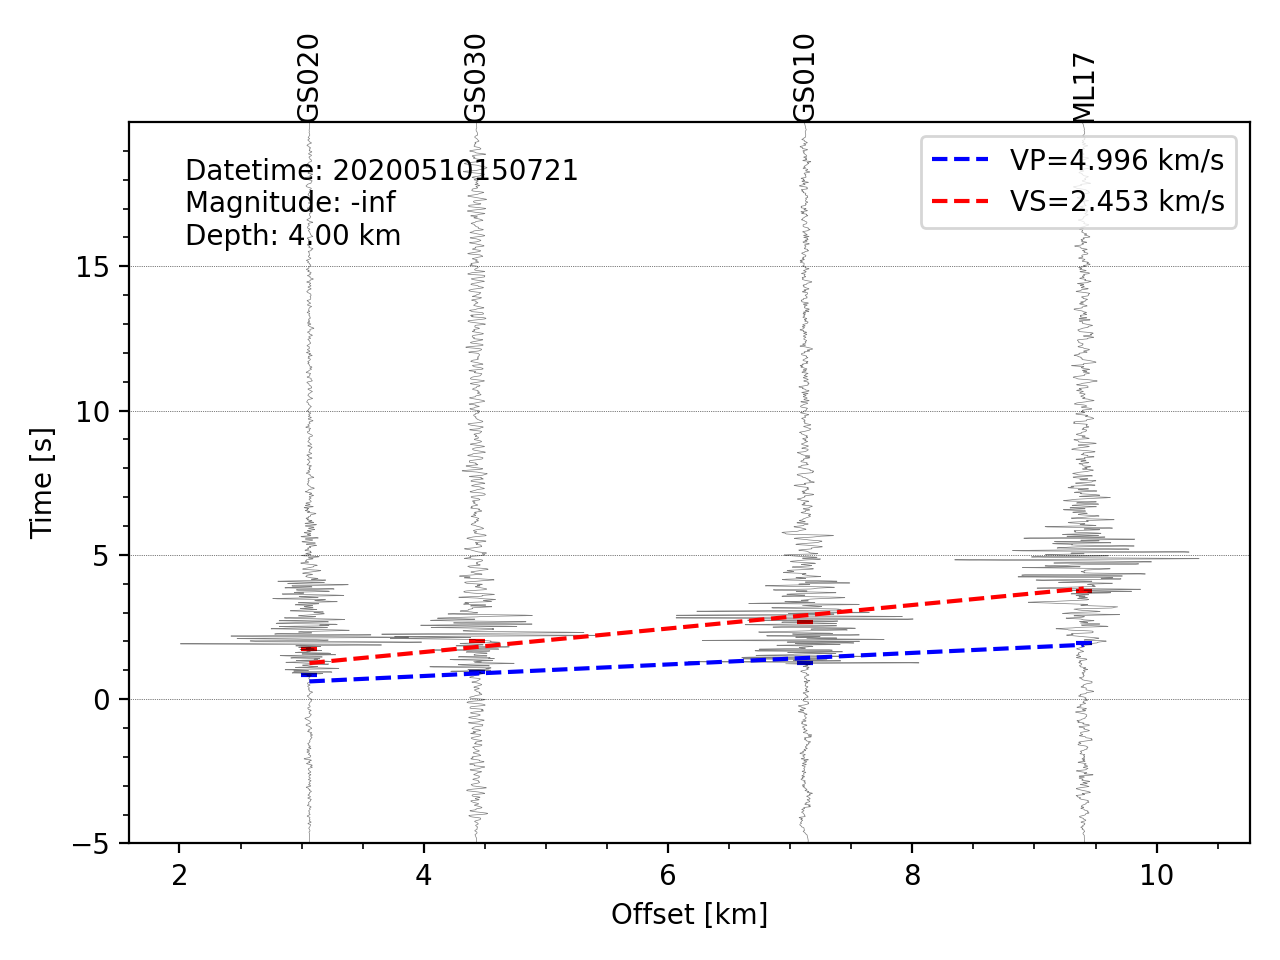 GS020
GS030
GS010
ML17
Datetime: 20200510150721
Magnitude: -inf
Depth: 4.00 km
VP=4.996 km/s
VS=2.453 km/s
15
10
5
0
−5
Time [s]
2
4
6
8
10
Offset [km]